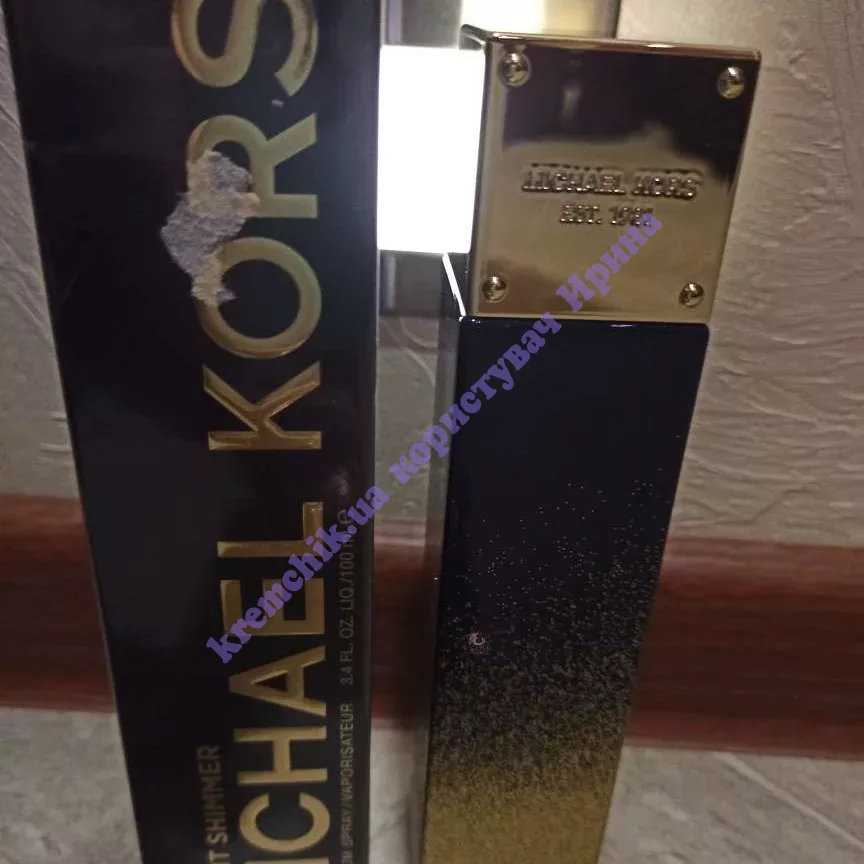 MICHAEL KORS
SHIMMER
SPRAY/VAPORISATEUR 3.4 FL. OZ. LIQ./100
MICHAEL KORS
EST. 1981
kremchik.ua користувач Ирина